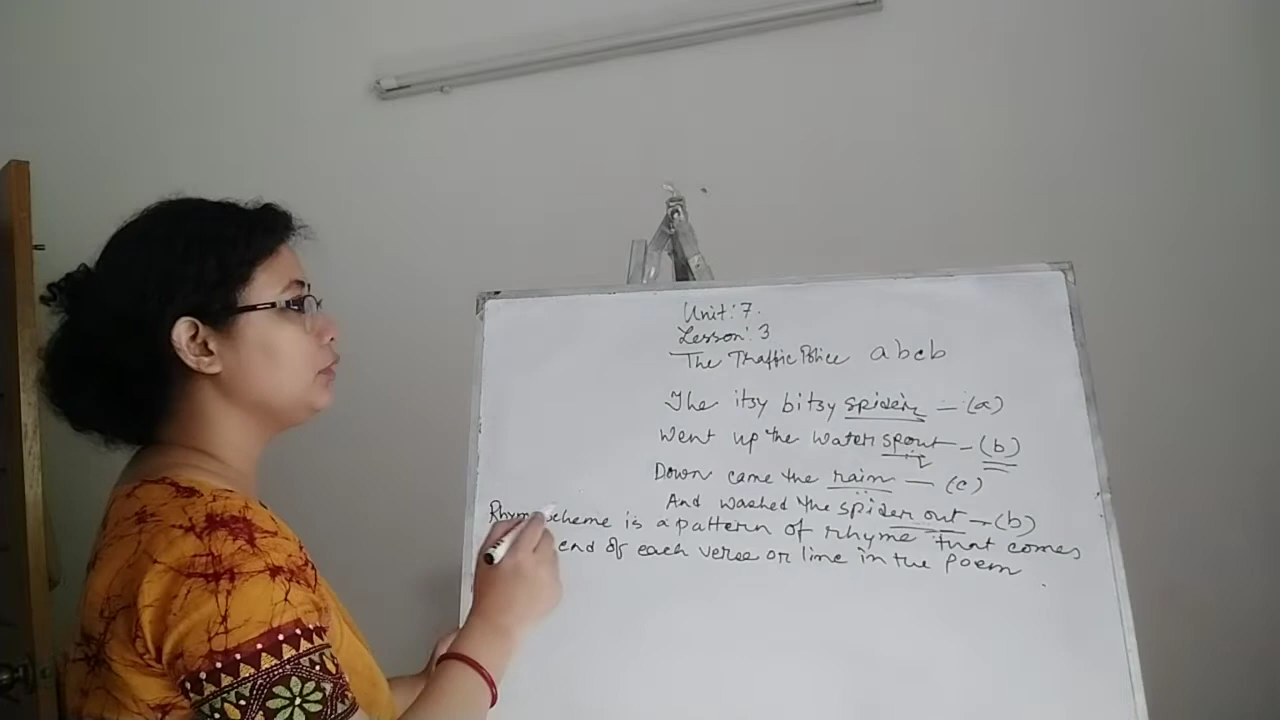 Unit: 7.
Lesson: 3
The Traffic Police abcb
The itsy bitsy spider - (a)
Went up the water spout - (b)
Down came the rain - (c)
And washed the spider out - (b)
Rhyme scheme is a pattern of rhyme that comes
end of each verse or line in the poem.